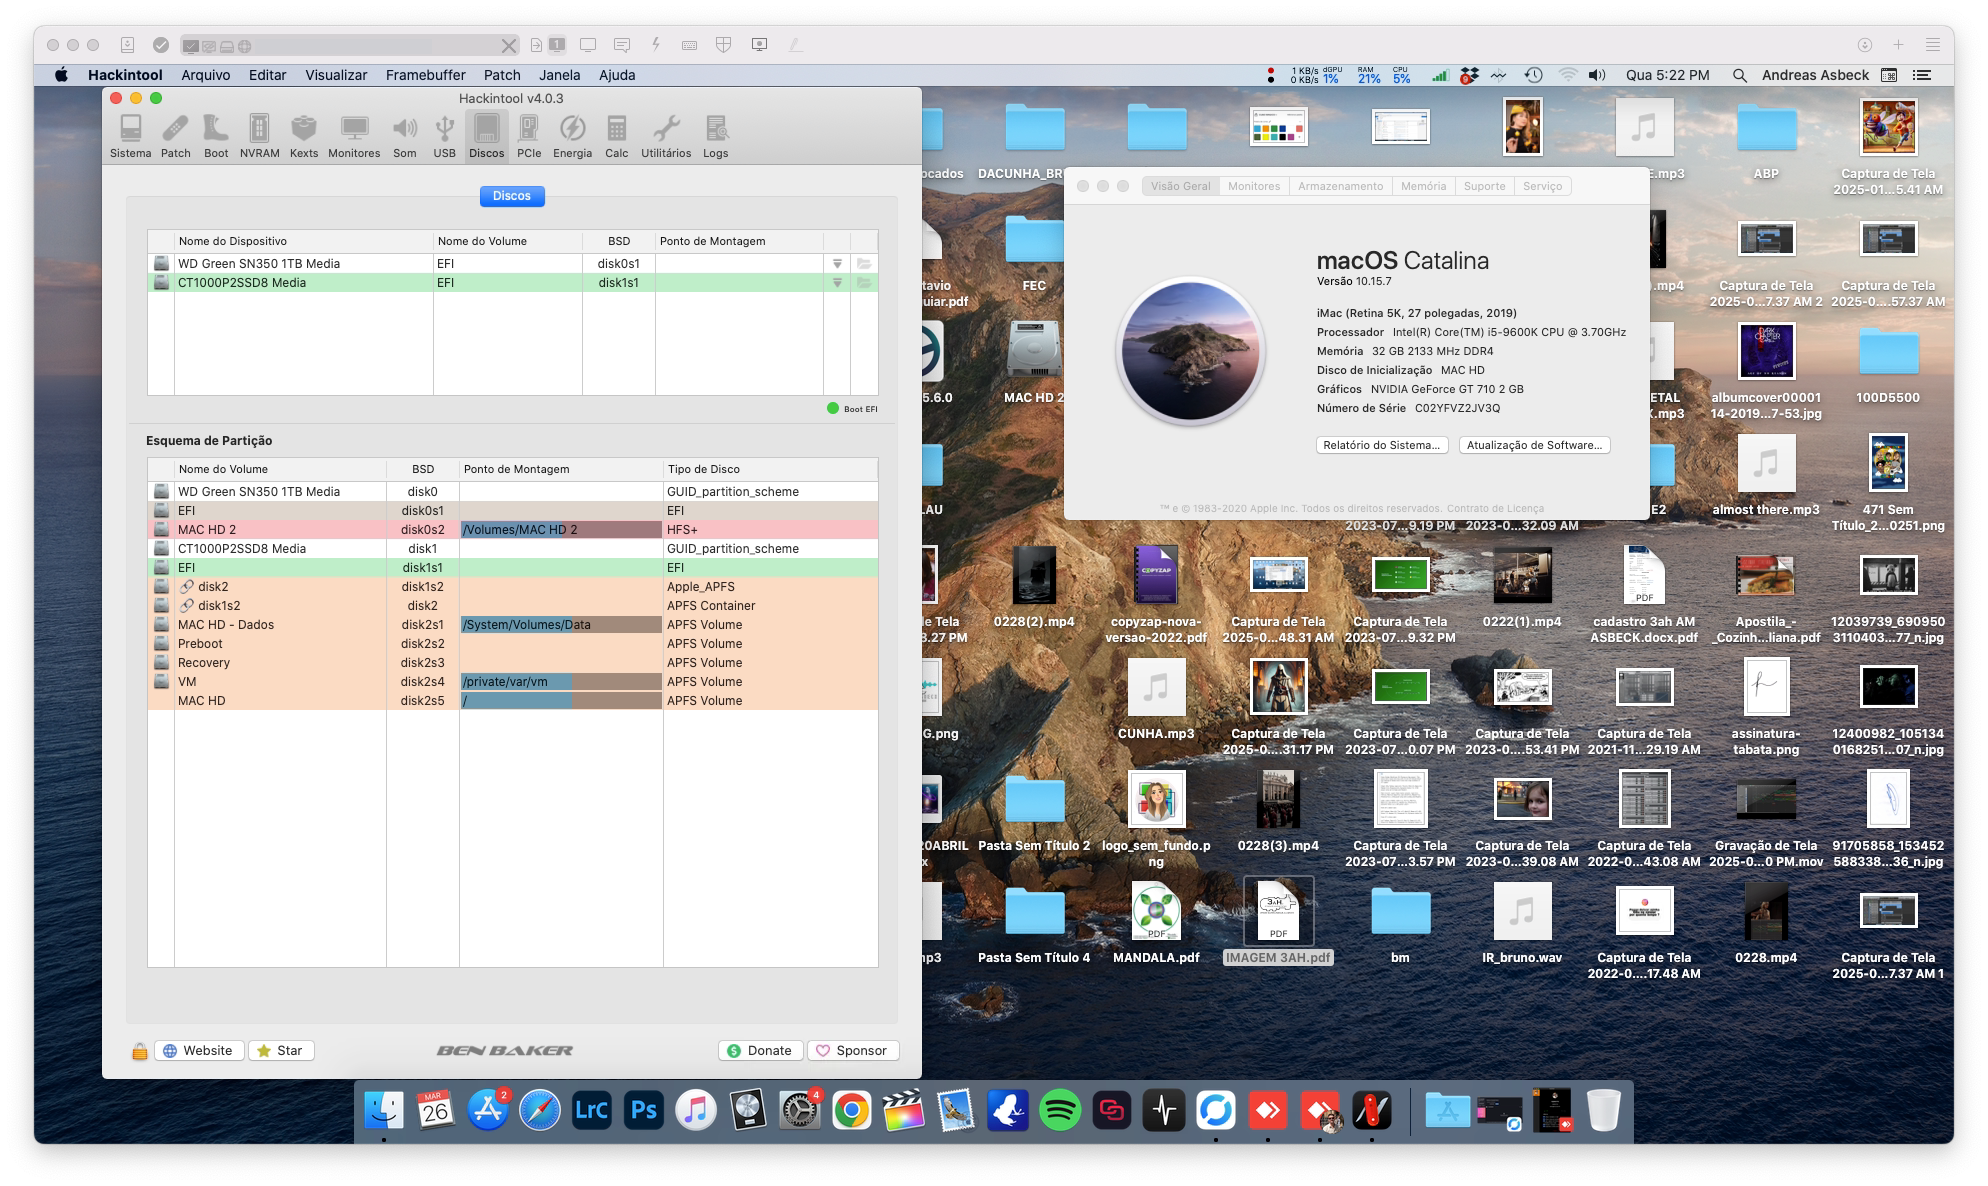 1
Hackintool Arquivo Editar Visualizar Framebuffer Patch Janela Ajuda
1 KB/s
0 KB/s
dGPU
1%
RAM
21%
CPU
5%
9
Qua 5:22 PM
Andreas Asbeck
Hackintool v4.0.3
Sistema Patch Boot NVRAM Kexts Monitores Som USB Discos PCIe Energia Calc Utilitários Logs
Discos
Nome do Dispositivo Nome do Volume BSD Ponto de Montagem
WD Green SN350 1TB Media EFI disk0s1
CT1000P2SSD8 Media EFI disk1s1
Boot EFI
Esquema de Partição
Nome do Volume BSD Ponto de Montagem Tipo de Disco
WD Green SN350 1TB Media disk0 GUID_partition_scheme
EFI disk0s1 EFI
MAC HD 2 disk0s2 /Volumes/MAC HD 2 HFS+
CT1000P2SSD8 Media disk1 GUID_partition_scheme
EFI disk1s1 EFI
disk2 disk1s2 Apple_APFS
disk1s2 disk2 APFS Container
MAC HD - Dados disk2s1 /System/Volumes/Data APFS Volume
Preboot disk2s2 APFS Volume
Recovery disk2s3 APFS Volume
VM disk2s4 /private/var/vm APFS Volume
MAC HD disk2s5 / APFS Volume
Website Star BEN BAKER Donate Sponsor
Visão Geral Monitores Armazenamento Memória Suporte Serviço
macOS Catalina
Versão 10.15.7
iMac (Retina 5K, 27 polegadas, 2019)
Processador Intel(R) Core(TM) i5-9600K CPU @ 3.70GHz
Memória 32 GB 2133 MHz DDR4
Disco de Inicialização MAC HD
Gráficos NVIDIA GeForce GT 710 2 GB
Número de Série C02YFVZ2JV3Q
Relatório do Sistema... Atualização de Software...
™ e © 1983-2020 Apple Inc. Todos os direitos reservados. Contrato de Licença
ocados DACUNHA_BR E.mp3 ABP Captura de Tela
2025-01...5.41 AM
tavio
uiar.pdf
FEC
).mp4
Captura de Tela
2025-0...7.37 AM 2
Captura de Tela
2025-0....57.37 AM
5.6.0
MAC HD 2
ETAL
K.mp3
albumcover00001
14-2019...7-53.jpg
100D5500
LAU
2023-07...9.19 PM
2023-0...32.09 AM
E2
almost there.mp3
471 Sem
Título_2...0251.png
de Tela
3.27 PM
0228(2).mp4
COPYZAP
copyzap-nova-
versao-2022.pdf
Captura de Tela
2025-0...48.31 AM
Captura de Tela
2023-07...9.32 PM
0222(1).mp4
PDF
cadastro 3ah AM
ASBECK.docx.pdf
Apostila_-
_Cozinh...liana.pdf
12039739_690950
3110403...77_n.jpg
G.png
CUNHA.mp3
Captura de Tela
2025-0....31.17 PM
Captura de Tela
2023-07...0.07 PM
Captura de Tela
2023-0....53.41 PM
Captura de Tela
2021-11...29.19 AM
assinatura-
tabata.png
12400982_105134
0168251...07_n.jpg
20ABRIL
x
Pasta Sem Título 2
logo_sem_fundo.p
ng
0228(3).mp4
Captura de Tela
2023-07...3.57 PM
Captura de Tela
2023-0...39.08 AM
Captura de Tela
2022-0...43.08 AM
Gravação de Tela
2025-0...0 PM.mov
91705858_153452
588338...36_n.jpg
mp3
Pasta Sem Título 4
PDF
MANDALA.pdf
3AH
PDF
IMAGEM 3AH.pdf
bm
IR_bruno.wav
Captura de Tela
2022-0....17.48 AM
0228.mp4
Captura de Tela
2025-0...7.37 AM 1
MAR
26
2
LrC
Ps
4